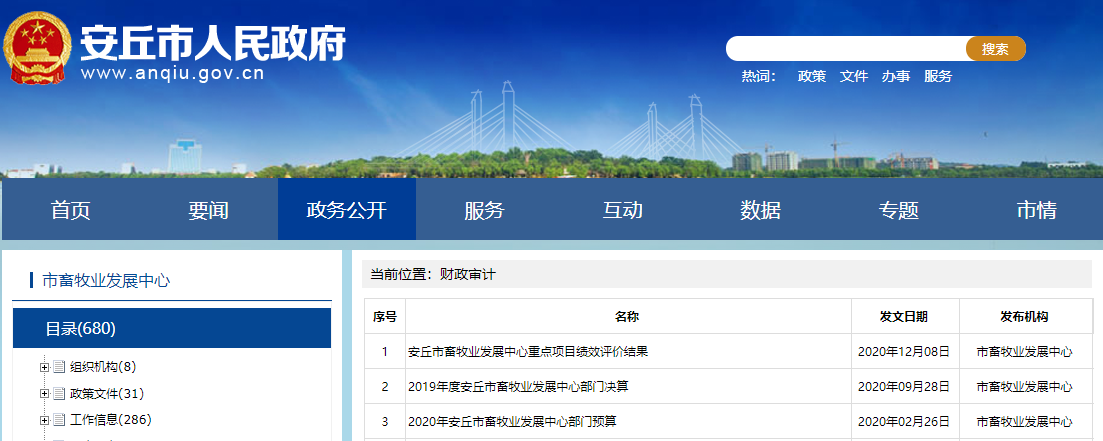 安丘市人民政府
www.anqiu.gov.cn
搜索
热词： 政策 文件 办事 服务
首页 要闻 政务公开 服务 互动 数据 专题 市情
市畜牧业发展中心
目录(680)
组织机构(8)
政策文件(31)
工作信息(286)
当前位置：财政审计
序号 名称 发文日期 发布机构
1 安丘市畜牧业发展中心重点项目绩效评价结果 2020年12月08日 市畜牧业发展中心
2 2019年度安丘市畜牧业发展中心部门决算 2020年09月28日 市畜牧业发展中心
3 2020年安丘市畜牧业发展中心部门预算 2020年02月26日 市畜牧业发展中心